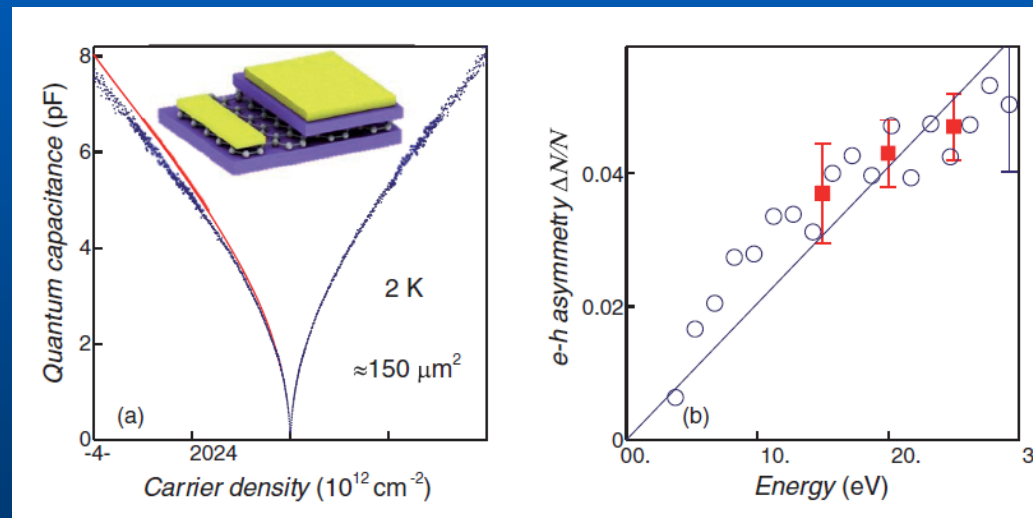 Quantum capacitance (pF)
8
6
4
2
0
2 K
≈150 μm²
(a)
-4-
2024
Carrier density (10¹² cm⁻²)
e-h asymmetry ΔN/N
0.04
0.02
0
(b)
00.
10.
20.
3
Energy (eV)